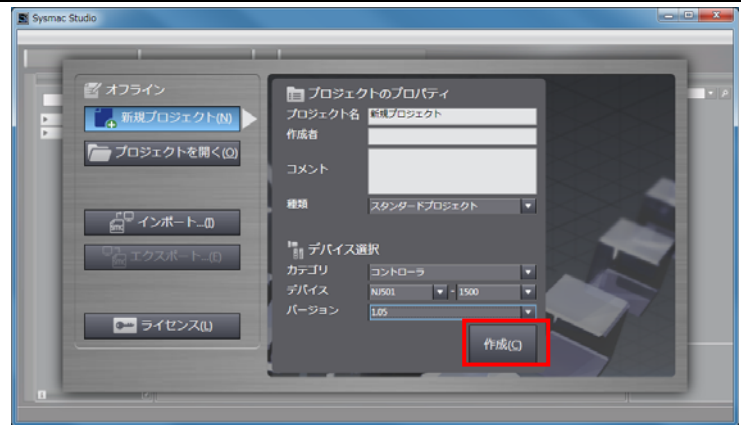 Sysmac Studio
オフライン
新規プロジェクト(N)
プロジェクトを開く(O)
インポート...(I)
エクスポート...(E)
ライセンス(L)
プロジェクトのプロパティ
プロジェクト名 新規プロジェクト
作成者
コメント
種類 スタンダードプロジェクト
デバイス選択
カテゴリ コントローラ
デバイス NJ501 - 1500
バージョン 1.05
作成(C)